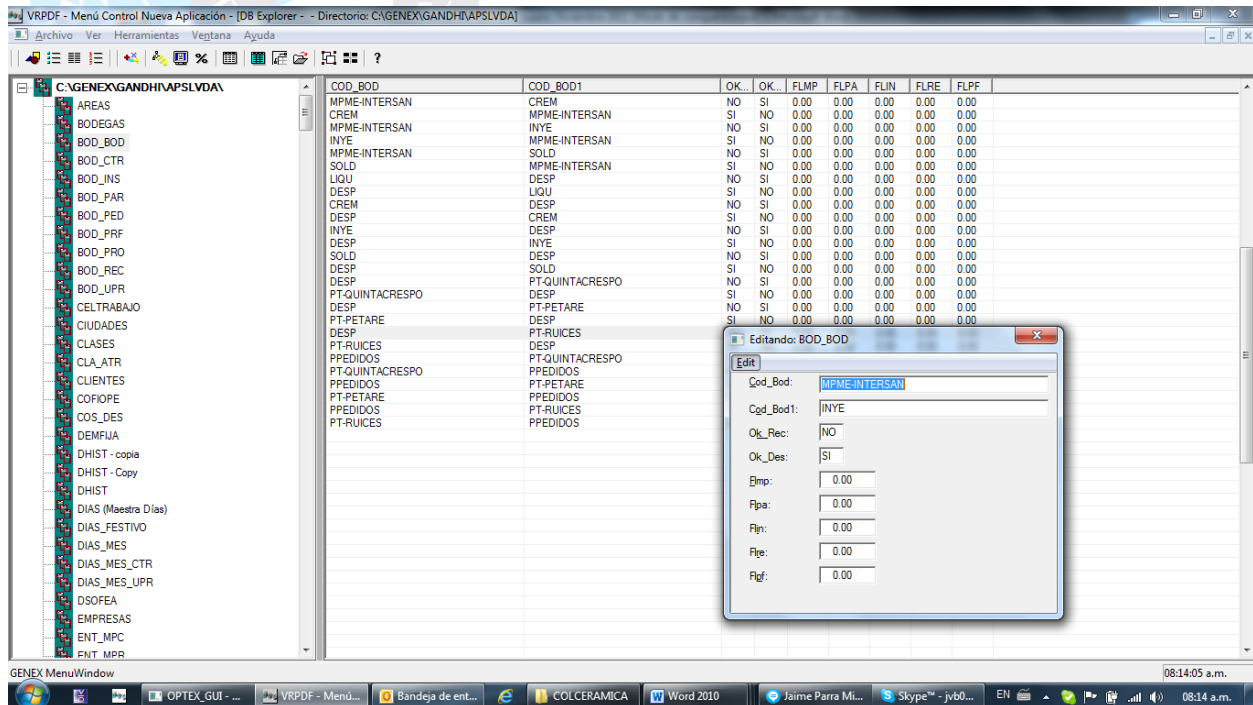 VRPDF - Menú Control Nueva Aplicación - [DB Explorer - - Directorio: C:\GENEX\GANDHI\APSLVDA]
Archivo Ver Herramientas Ventana Ayuda
C:\GENEX\GANDHI\APSLVDA\
AREAS
BODEGAS
BOD_BOD
BOD_CTR
BOD_INS
BOD_PAR
BOD_PED
BOD_PRF
BOD_PRO
BOD_REC
BOD_UPR
CELTRABAJO
CIUDADES
CLASES
CLA_ATR
CLIENTES
COFIOPE
COS_DES
DEMFIJA
DHIST - copia
DHIST - Copy
DHIST
DIAS (Maestra Días)
DIAS_FESTIVO
DIAS_MES
DIAS_MES_CTR
DIAS_MES_UPR
DSOFEA
EMPRESAS
ENT_MPC
ENT_MPR
COD_BOD COD_BOD1 OK... OK... FLMP FLPA FLIN FLRE FLPF
MPME-INTERSAN CREM NO SI 0.00 0.00 0.00 0.00 0.00
CREM MPME-INTERSAN SI NO 0.00 0.00 0.00 0.00 0.00
MPME-INTERSAN INYE NO SI 0.00 0.00 0.00 0.00 0.00
INYE MPME-INTERSAN SI NO 0.00 0.00 0.00 0.00 0.00
MPME-INTERSAN SOLD NO SI 0.00 0.00 0.00 0.00 0.00
SOLD MPME-INTERSAN SI NO 0.00 0.00 0.00 0.00 0.00
LIQU DESP NO SI 0.00 0.00 0.00 0.00 0.00
DESP LIQU SI NO 0.00 0.00 0.00 0.00 0.00
CREM DESP NO SI 0.00 0.00 0.00 0.00 0.00
DESP CREM SI NO 0.00 0.00 0.00 0.00 0.00
INYE DESP NO SI 0.00 0.00 0.00 0.00 0.00
DESP INYE SI NO 0.00 0.00 0.00 0.00 0.00
SOLD DESP NO SI 0.00 0.00 0.00 0.00 0.00
DESP SOLD SI NO 0.00 0.00 0.00 0.00 0.00
DESP PT-QUINTACRESPO NO SI 0.00 0.00 0.00 0.00 0.00
PT-QUINTACRESPO DESP SI NO 0.00 0.00 0.00 0.00 0.00
DESP PT-PETARE NO SI 0.00 0.00 0.00 0.00 0.00
PT-PETARE DESP SI NO 0.00 0.00 0.00 0.00 0.00
DESP PT-RUICES
PT-RUICES DESP
PPEDIDOS PT-QUINTACRESPO
PT-QUINTACRESPO PPEDIDOS
PPEDIDOS PT-PETARE
PT-PETARE PPEDIDOS
PPEDIDOS PT-RUICES
PT-RUICES PPEDIDOS
Editando: BOD_BOD
Edit
Cod_Bod: MPME-INTERSAN
Cod_Bod1: INYE
Ok_Rec: NO
Ok_Des: SI
Flmp: 0.00
Flpa: 0.00
Flin: 0.00
Flre: 0.00
Flpf: 0.00
GENEX MenuWindow 08:14:05 a.m.
OPTEX_GUI - ... VRPDF - Menú... Bandeja de ent... COLCERAMICA Word 2010 Jaime Parra Mi... Skype™ - jvb0... EN 08:14 a.m.